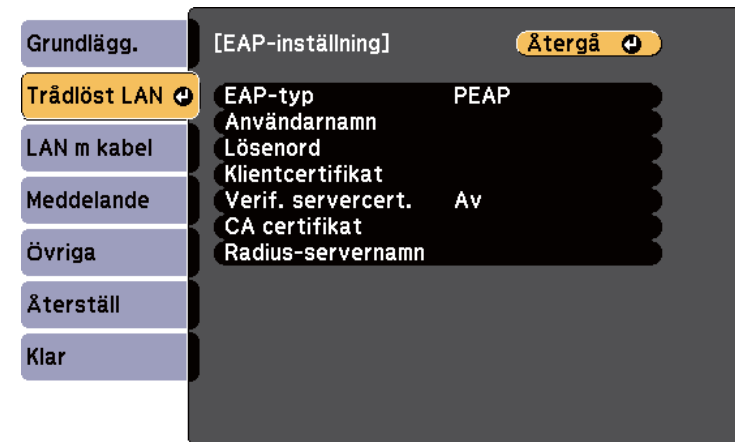 Grundlägg.
Trådlöst LAN
LAN m kabel
Meddelande
Övriga
Återställ
Klar
[EAP-inställning] Återgå
EAP-typ PEAP
Användarnamn
Lösenord
Klientcertifikat
Verif. servercert. Av
CA certifikat
Radius-servernamn